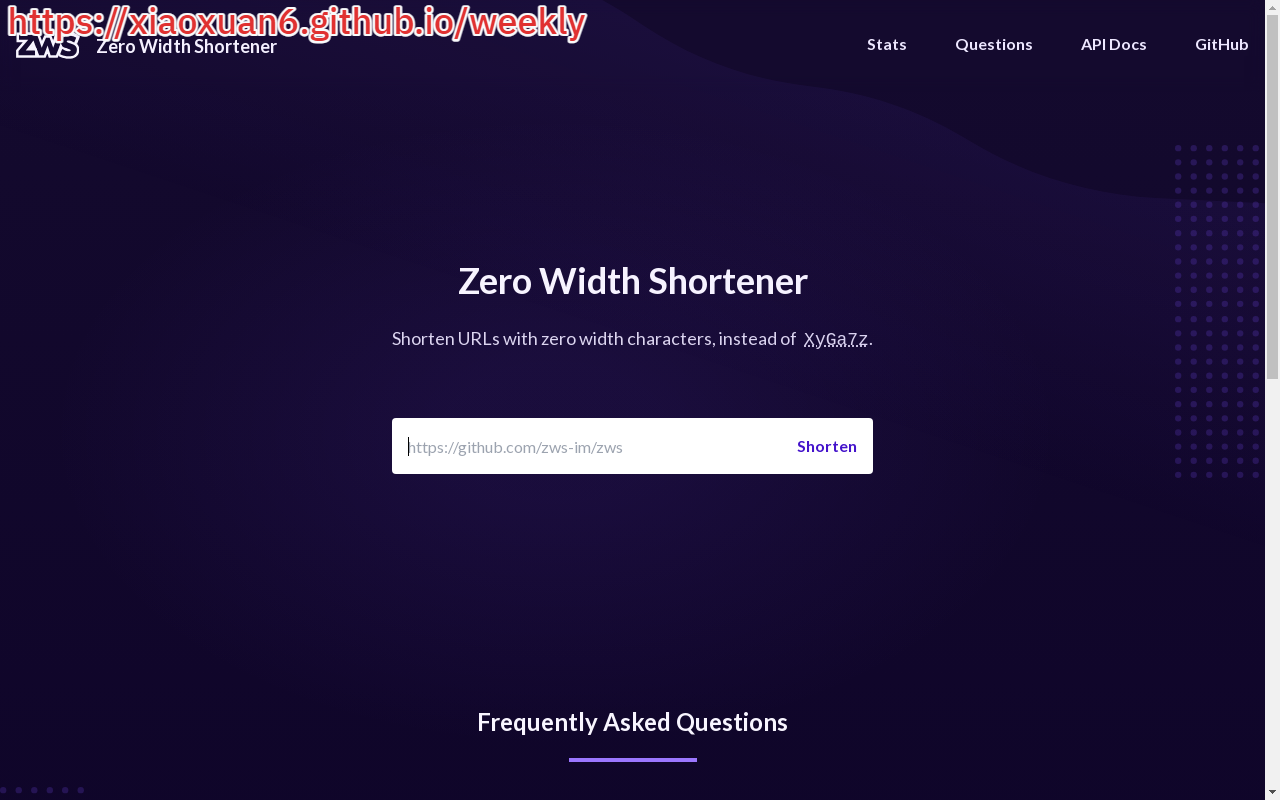 https://xiaoxuan6.github.io/weekly
zws
Zero Width Shortener
Stats
Questions
API Docs
GitHub
Zero Width Shortener
Shorten URLs with zero width characters, instead of XyGa7z.
https://github.com/zws-im/zws
Shorten
Frequently Asked Questions